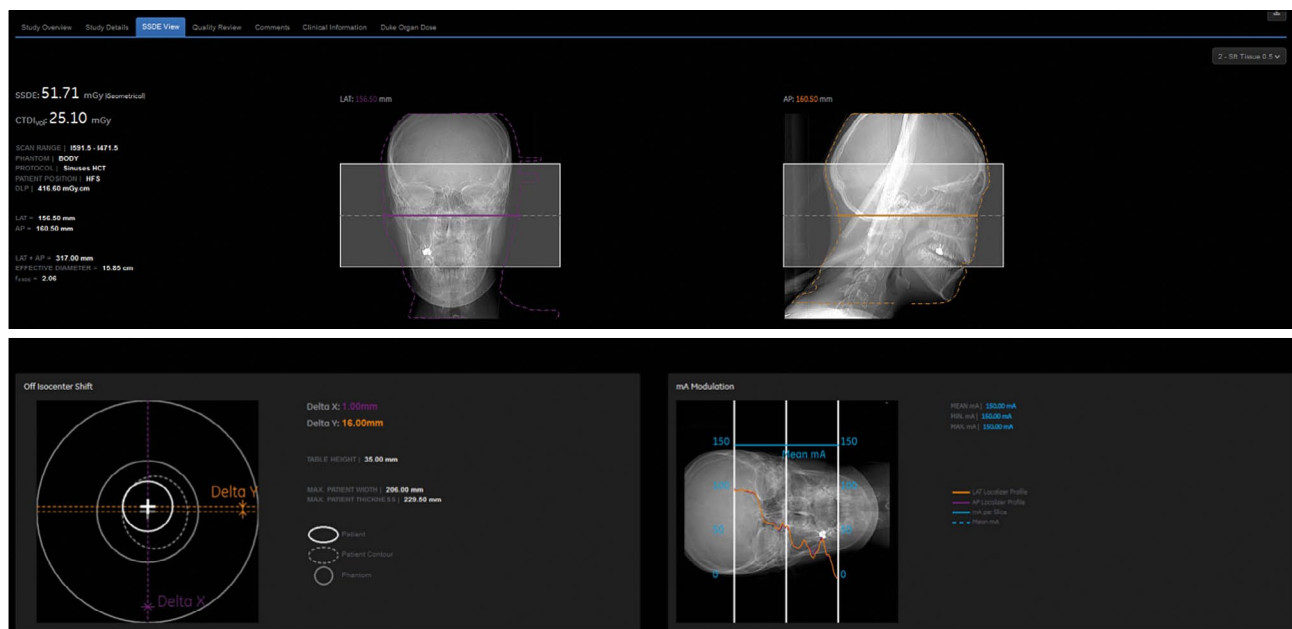 Study Overview Study Details SSDE View Quality Review Comments Clinical Information Duke Organ Dose
2 - Sft Tissue 0.5
SSDE: 51.71 mGy (Geometrical)
CTDIvol: 25.10 mGy
SCAN RANGE | I591.5 - I471.5
PHANTOM | BODY
PROTOCOL | Sinuses HCT
PATIENT POSITION | HFS
DLP | 416.60 mGy.cm
LAT = 156.50 mm
AP = 160.50 mm
LAT + AP = 317.00 mm
EFFECTIVE DIAMETER = 15.85 cm
= 2.06
LAT: 156.50 mm
AP: 160.50 mm
Off Isocenter Shift
Delta Y
Delta X
Delta X: 1.00mm
Delta Y: 16.00mm
TABLE HEIGHT | 35.00 mm
MAX. PATIENT WIDTH | 206.00 mm
MAX. PATIENT THICKNESS | 229.50 mm
Patient
Patient Contour
Phantom
mA Modulation
150 150
Mean mA
100 100
50 50
0 0
MEAN mA | 150.00 mA
MIN. mA | 150.00 mA
MAX. mA | 150.00 mA
LAT Localizer Profile
AP Localizer Profile
mA per Slice
Mean mA